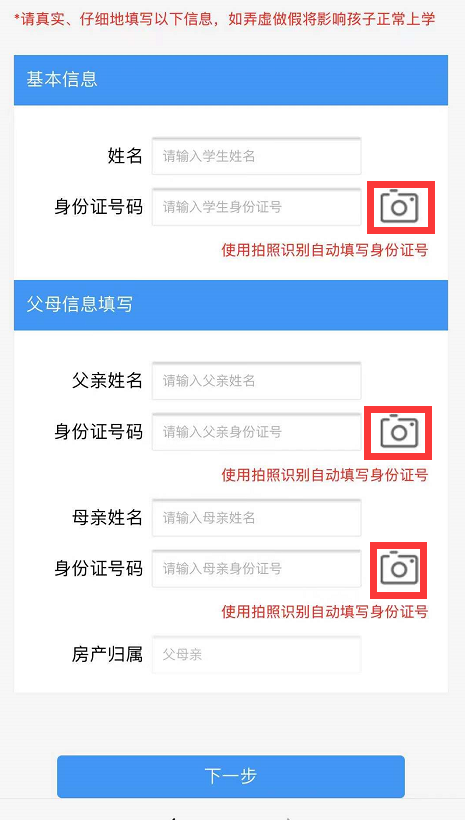 *请真实、仔细地填写以下信息，如弄虚做假将影响孩子正常上学
基本信息
姓名 请输入学生姓名
身份证号码 请输入学生身份证号
使用拍照识别自动填写身份证号
父母信息填写
父亲姓名 请输入父亲姓名
身份证号码 请输入父亲身份证号
使用拍照识别自动填写身份证号
母亲姓名 请输入母亲姓名
身份证号码 请输入母亲身份证号
使用拍照识别自动填写身份证号
房产归属 父母亲
下一步